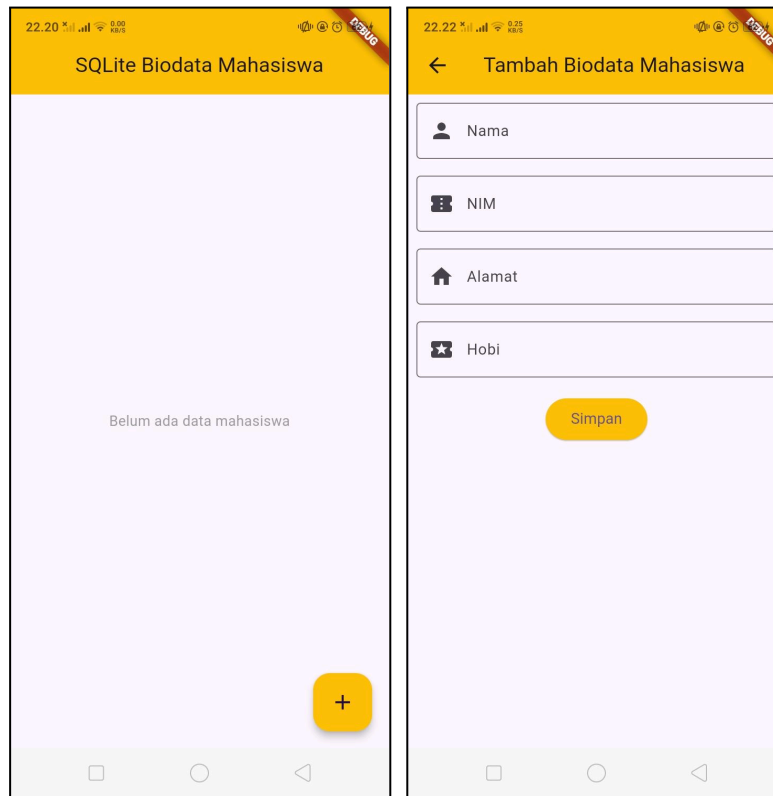 22.20 0.00 KB/S
DEBUG
SQLite Biodata Mahasiswa
Belum ada data mahasiswa
+
22.22 0.25 KB/S
DEBUG
Tambah Biodata Mahasiswa
Nama
NIM
Alamat
Hobi
Simpan